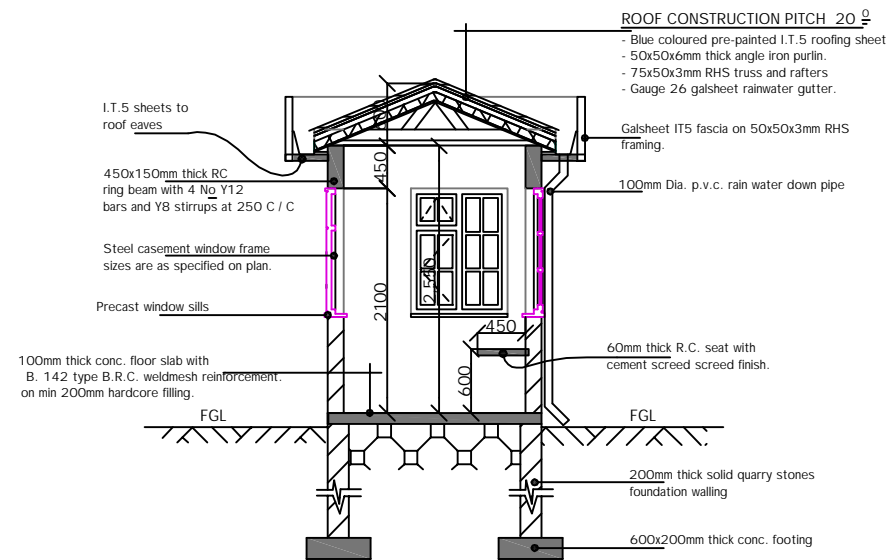 ROOF CONSTRUCTION PITCH 20 0
- Blue coloured pre-painted I.T.5 roofing sheet
- 50x50x6mm thick angle iron purlin.
- 75x50x3mm RHS truss and rafters
- Gauge 26 galsheet rainwater gutter.
I.T.5 sheets to
roof eaves
Galsheet IT5 fascia on 50x50x3mm RHS
framing.
450x150mm thick RC
ring beam with 4 No Y12
bars and Y8 stirrups at 250 C / C
450
100mm Dia. p.v.c. rain water down pipe
Steel casement window frame
sizes are as specified on plan.
2100
Precast window sills
450
600
60mm thick R.C. seat with
cement screed screed finish.
100mm thick conc. floor slab with
B. 142 type B.R.C. weldmesh reinforcement.
on min 200mm hardcore filling.
FGL
FGL
200mm thick solid quarry stones
foundation walling
600x200mm thick conc. footing